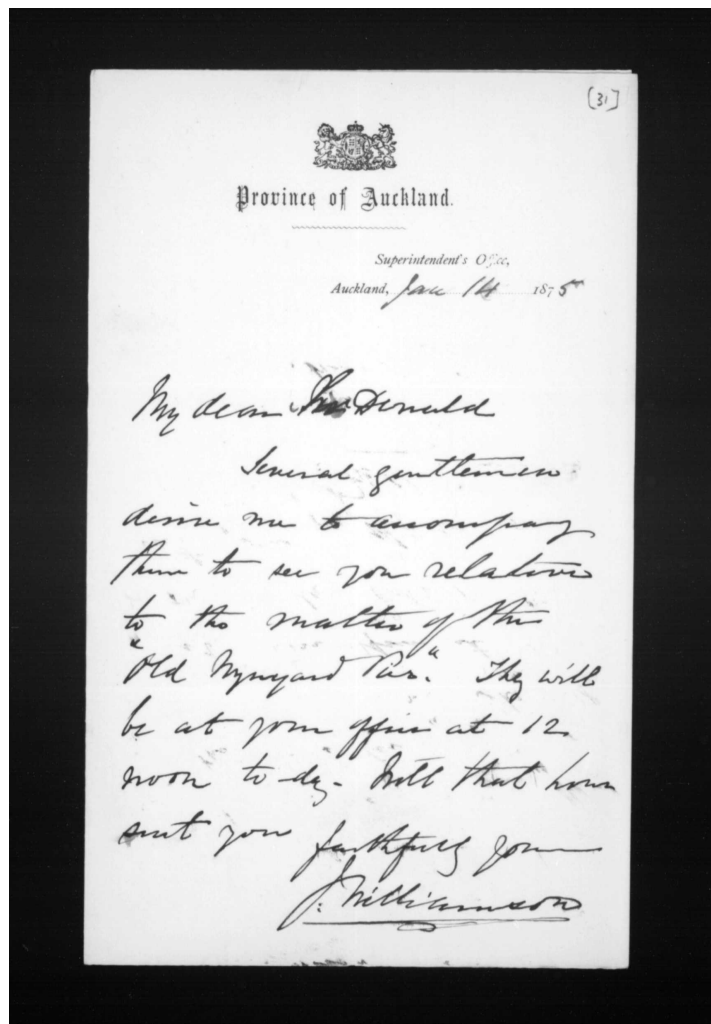 [31]
Province of Auckland.
Superintendent's Office,
Auckland, Jan 14 1875
My dear Donald
Several gentlemen
desire me to accompany
them to see you relative
to the matter of the
"Old Wynyard Pier". They will
be at your office at 12
noon to day - Will that hour
suit you faithfully yours
J. Williamson